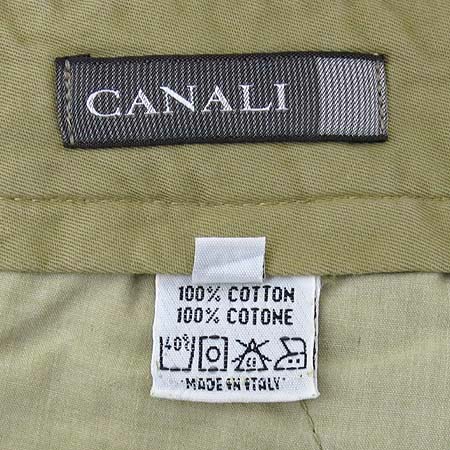 CANALI
100% COTTON
100% COTONE
40°
MADE IN ITALY